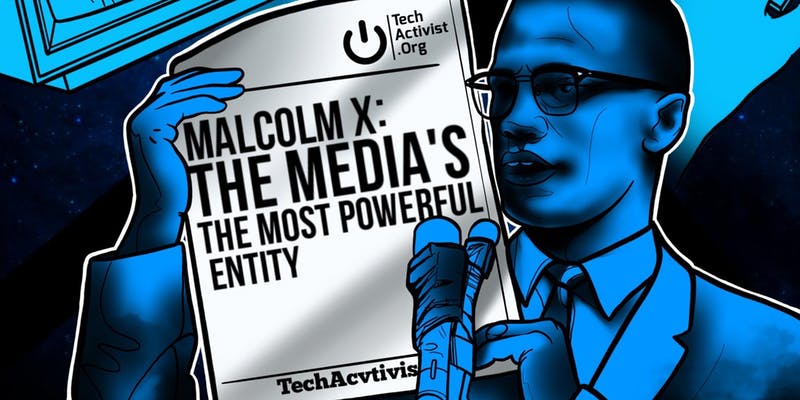 Tech
Activist
.Org
MALCOLM X:
THE MEDIA'S
THE MOST POWERFUL
ENTITY
TechAcvtivis